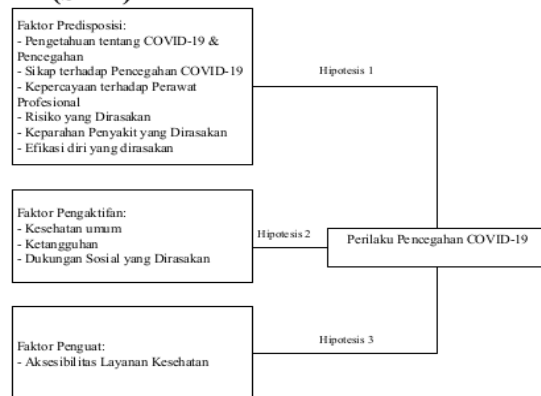 Faktor Predisposisi:
- Pengetahuan tentang COVID-19 &
Pencegahan
- Sikap terhadap Pencegahan COVID-19
- Kepercayaan terhadap Perawat
Profesional
- Risiko yang Dirasakan
- Keparahan Penyakit yang Dirasakan
- Efikasi diri yang dirasakan
Hipotesis 1
Faktor Pengaktifan:
- Kesehatan umum
- Ketangguhan
- Dukungan Sosial yang Dirasakan
Hipotesis 2
Perilaku Pencegahan COVID-19
Faktor Penguat:
- Aksesibilitas Layanan Kesehatan
Hipotesis 3